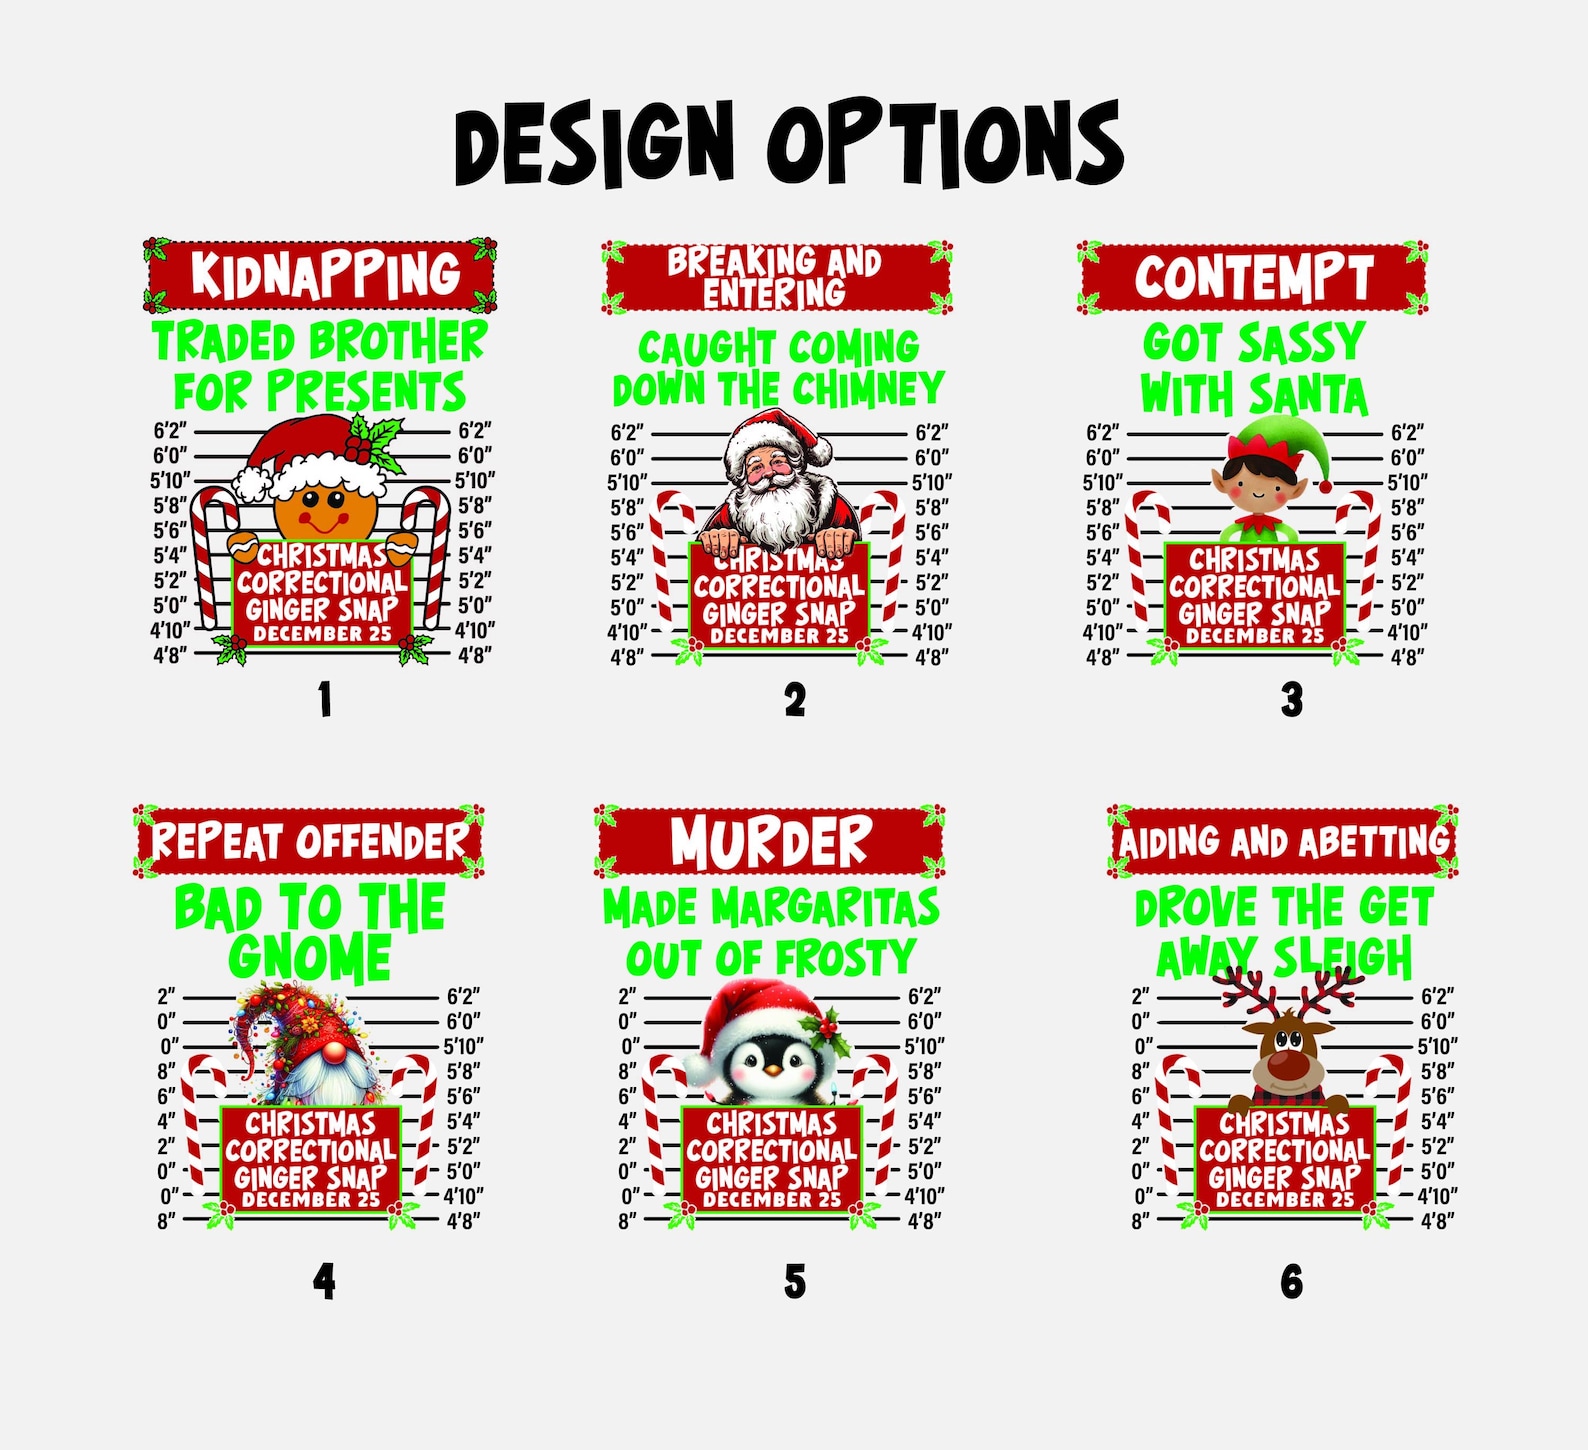 DESIGN OPTIONS
KIDNAPPING
TRADED BROTHER
FOR PRESENTS
6'2" 6'2"
6'0" 6'0"
5'10" 5'10"
5'8" 5'8"
5'6" 5'6"
5'4" 5'4"
5'2" 5'2"
5'0" 5'0"
4'10" 4'10"
4'8" 4'8"
CHRISTMAS
CORRECTIONAL
GINGER SNAP
DECEMBER 25
1
BREAKING AND
ENTERING
CAUGHT COMING
DOWN THE CHIMNEY
6'2" 6'2"
6'0" 6'0"
5'10" 5'10"
5'8" 5'8"
5'6" 5'6"
5'4" 5'4"
5'2" 5'2"
5'0" 5'0"
4'10" 4'10"
4'8" 4'8"
CHRISTMAS
CORRECTIONAL
GINGER SNAP
DECEMBER 25
2
CONTEMPT
GOT SASSY
WITH SANTA
6'2" 6'2"
6'0" 6'0"
5'10" 5'10"
5'8" 5'8"
5'6" 5'6"
5'4" 5'4"
5'2" 5'2"
5'0" 5'0"
4'10" 4'10"
4'8" 4'8"
CHRISTMAS
CORRECTIONAL
GINGER SNAP
DECEMBER 25
3
REPEAT OFFENDER
BAD TO THE
GNOME
2" 6'2"
0" 6'0"
0" 5'10"
8" 5'8"
6" 5'6"
4" 5'4"
2" 5'2"
0" 5'0"
0" 4'10"
8" 4'8"
CHRISTMAS
CORRECTIONAL
GINGER SNAP
DECEMBER 25
4
MURDER
MADE MARGARITAS
OUT OF FROSTY
2" 6'2"
0" 6'0"
0" 5'10"
8" 5'8"
6" 5'6"
4" 5'4"
2" 5'2"
0" 5'0"
0" 4'10"
8" 4'8"
CHRISTMAS
CORRECTIONAL
GINGER SNAP
DECEMBER 25
5
AIDING AND ABETTING
DROVE THE GET
AWAY SLEIGH
2" 6'2"
0" 6'0"
0" 5'10"
8" 5'8"
6" 5'6"
4" 5'4"
2" 5'2"
0" 5'0"
0" 4'10"
8" 4'8"
CHRISTMAS
CORRECTIONAL
GINGER SNAP
DECEMBER 25
6